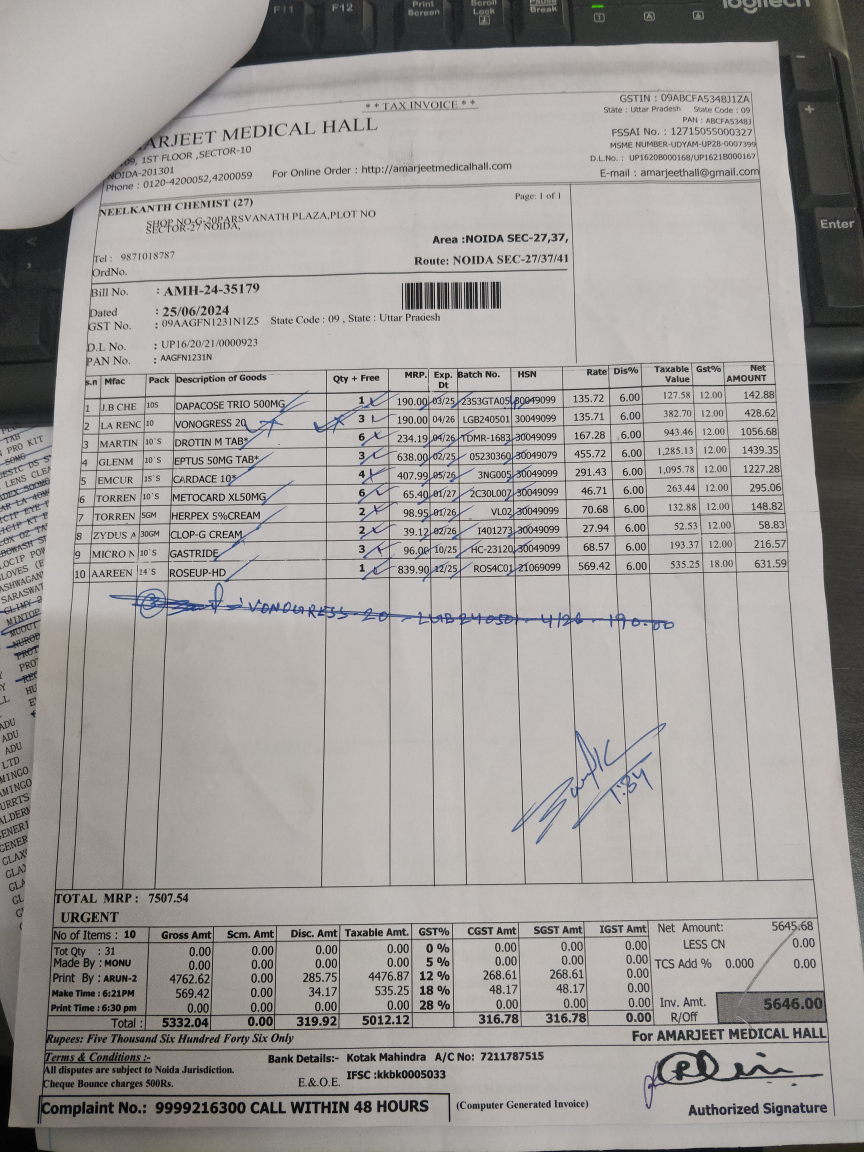 F11 F12 Print Screen Scroll Lock Pause Break
logitech
Enter
* * TAX INVOICE * *
GSTIN : 09ABCFA5348J1ZA
State : Uttar Pradesh State Code : 09
PAN : ABCFA5348J
FSSAI No. : 12715055000327
MSME NUMBER-UDYAM-UP28-0007399
D.L.No. : UP1620B000168/UP1621B000167
E-mail : amarjeethall@gmail.com
ARJEET MEDICAL HALL
09, 1ST FLOOR ,SECTOR-10
NOIDA-201301
Phone : 0120-4200052,4200059
For Online Order : http://amarjeetmedicalhall.com
Page: 1 of 1
NEELKANTH CHEMIST (27)
SHOP NO-G-20PARSVANATH PLAZA,PLOT NO
SECTOR-27 NOIDA,
Area :NOIDA SEC-27,37,
Tel : 9871018787
Route: NOIDA SEC-27/37/41
OrdNo.
Bill No. : AMH-24-35179
Dated : 25/06/2024
GST No. : 09AAGFN1231N1Z5 State Code : 09 , State : Uttar Pradesh
D.L No. : UP16/20/21/0000923
PAN No. : AAGFN1231N
s.n Mfac Pack Description of Goods Qty + Free MRP. Exp. Dt Batch No. HSN Rate Dis% Taxable Value Gst% Net AMOUNT
1 J.B CHE 10S DAPACOSE TRIO 500MG 1 190.00 03/25 23S3GTA05 30049099 135.72 6.00 127.58 12.00 142.88
2 LA RENC 10 VONOGRESS 20 3 190.00 04/26 LGB240501 30049099 135.71 6.00 382.70 12.00 428.62
3 MARTIN 10`S DROTIN M TAB* 6 234.19 04/26 TDMR-1683 30049099 167.28 6.00 943.46 12.00 1056.68
4 GLENM 10`S EPTUS 50MG TAB* 3 638.00 02/25 05230360 30049079 455.72 6.00 1,285.13 12.00 1439.35
5 EMCUR 15`S CARDACE 10* 4 407.99 05/26 3NG005 30049099 291.43 6.00 1,095.78 12.00 1227.28
6 TORREN 10`S METOCARD XL50MG 6 65.40 01/27 2C30L007 30049099 46.71 6.00 263.44 12.00 295.06
7 TORREN 5GM HERPEX 5%CREAM 2 98.95 01/26 VL02 30049099 70.68 6.00 132.88 12.00 148.82
8 ZYDUS A 30GM CLOP-G CREAM 2 39.12 02/26 I401273 30049099 27.94 6.00 52.53 12.00 58.83
9 MICRO N 10`S GASTRIDE 3 96.00 10/25 HC-23120 30049099 68.57 6.00 193.37 12.00 216.57
10 AAREEN 14`S ROSEUP-HD 1 839.90 12/25 ROS4C01 21069099 569.42 6.00 535.25 18.00 631.59
VONOGRESS-20 - LGB240501 - 4/26 - 190.00
1:34
TOTAL MRP : 7507.54
URGENT
No of Items : 10 Gross Amt Scm. Amt Disc. Amt Taxable Amt. GST% CGST Amt SGST Amt IGST Amt Net Amount: 5645.68
Tot Qty : 31 0.00 0.00 0.00 0.00 0 % 0.00 0.00 0.00 LESS CN 0.00
Made By : MONU 0.00 0.00 0.00 0.00 5 % 0.00 0.00 0.00 TCS Add % 0.000 0.00
Print By : ARUN-2 4762.62 0.00 285.75 4476.87 12 % 268.61 268.61 0.00
Make Time : 6:21PM 569.42 0.00 34.17 535.25 18 % 48.17 48.17 0.00
Print Time : 6:30 pm 0.00 0.00 0.00 0.00 28 % 0.00 0.00 0.00 Inv. Amt. 5646.00
Total : 5332.04 0.00 319.92 5012.12 316.78 316.78 0.00 R/Off
Rupees: Five Thousand Six Hundred Forty Six Only
For AMARJEET MEDICAL HALL
Terms & Conditions :-
All disputes are subject to Noida Jurisdiction.
Cheque Bounce charges 500Rs.
E.& O.E.
Bank Details:- Kotak Mahindra A/C No: 7211787515
IFSC :kkbk0005033
Complaint No.: 9999216300 CALL WITHIN 48 HOURS
(Computer Generated Invoice)
Authorized Signature